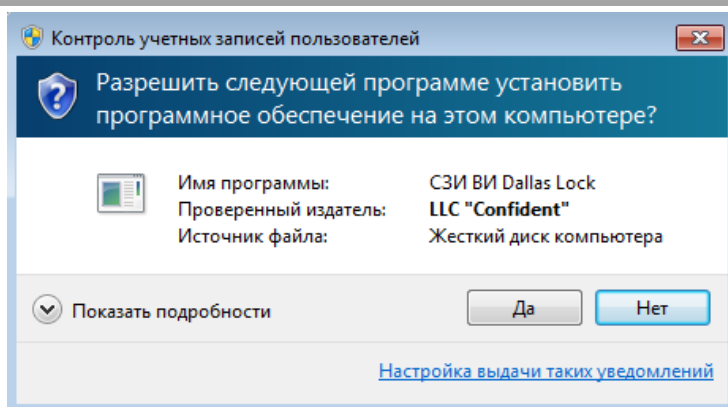 Контроль учетных записей пользователей
Разрешить следующей программе установить
программное обеспечение на этом компьютере?
Имя программы: СЗИ ВИ Dallas Lock
Проверенный издатель: LLC "Confident"
Источник файла: Жесткий диск компьютера
Показать подробности Да Нет
Настройка выдачи таких уведомлений